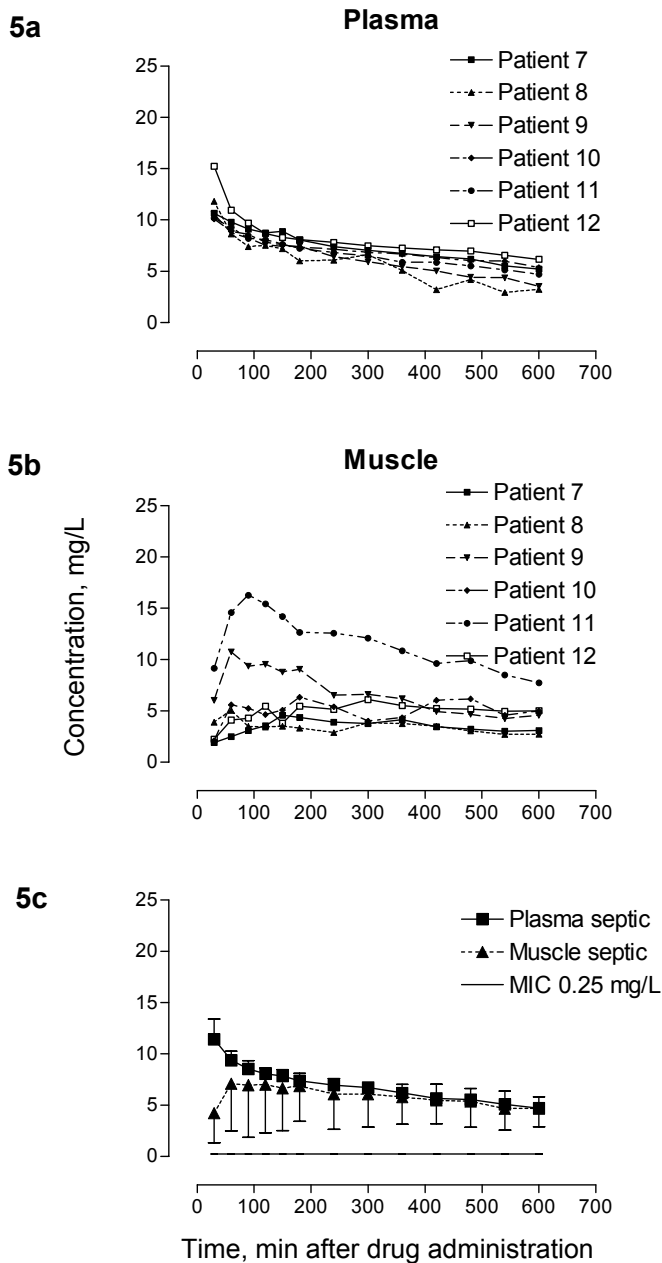 5a
Plasma
25
20
15
10
5
0
Patient 7
Patient 8
Patient 9
Patient 10
Patient 11
Patient 12
0 100 200 300 400 500 600 700
5b
Muscle
Concentration, mg/L
25
20
15
10
5
0
Patient 7
Patient 8
Patient 9
Patient 10
Patient 11
Patient 12
0 100 200 300 400 500 600 700
5c
25
20
15
10
5
0
Plasma septic
Muscle septic
MIC 0.25 mg/L
0 100 200 300 400 500 600 700
Time, min after drug administration